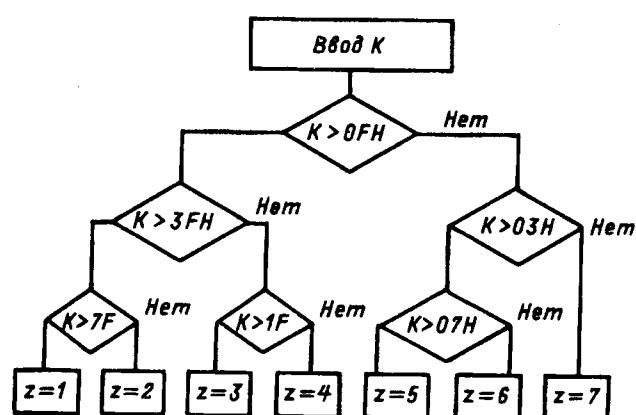 Ввод К
К>0FH
Нет
К>3FH
Нет
К>03H
Нет
К>7F
Нет
К>1F
Нет
К>07H
Нет
z=1
z=2
z=3
z=4
z=5
z=6
z=7